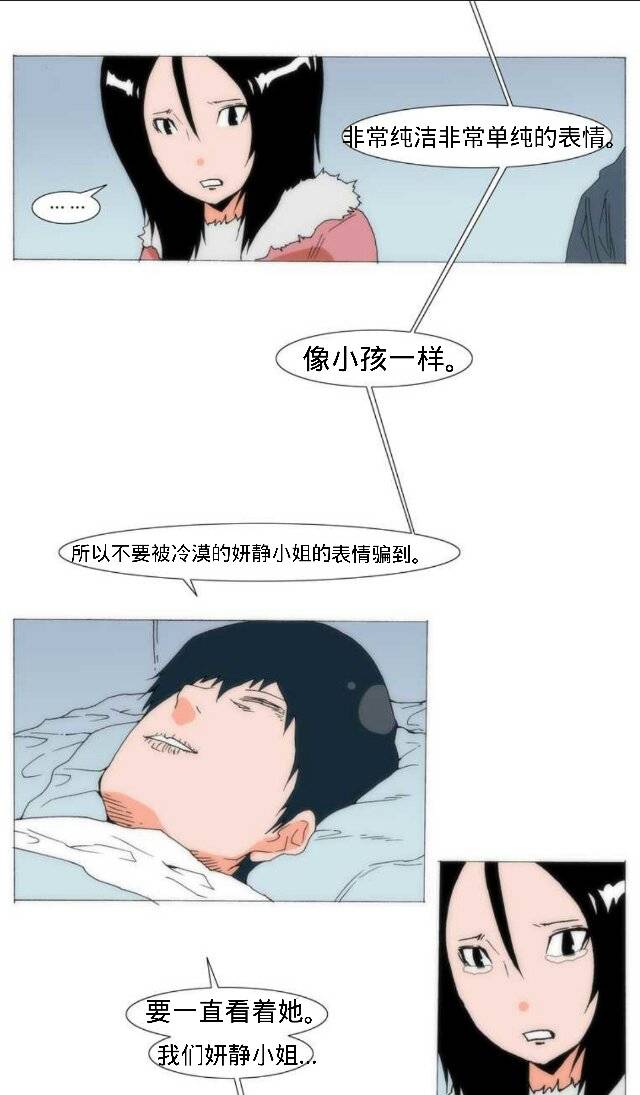 非常纯洁非常单纯的表情。
… …
像小孩一样。
所以不要被冷漠的妍静小姐的表情骗到。
要一直看着她。
我们妍静小姐...